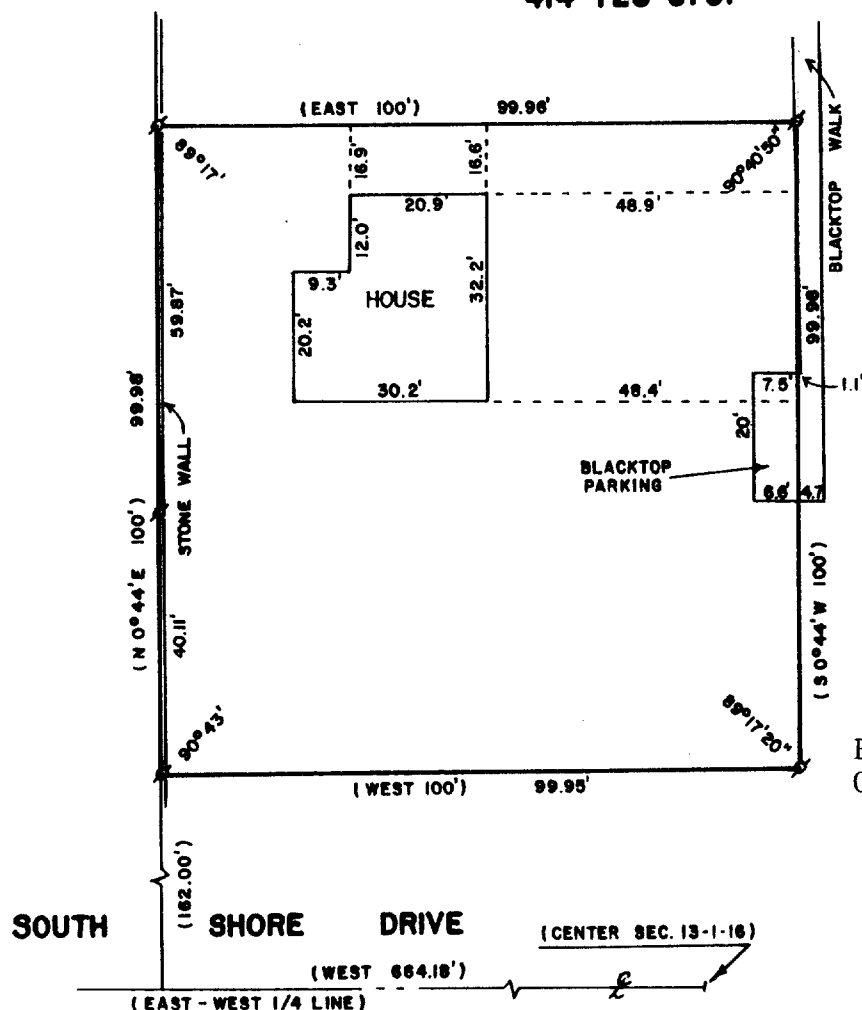 (EAST 100') 99.96'
89°17'
16.9'
16.6'
90°40'50"
BLACKTOP WALK
20.9'
48.9'
12.0'
9.3'
HOUSE
32.2'
59.87'
99.98'
20.2'
99.98'
30.2'
48.4'
7.5'
1.1'
20'
STONE WALL
BLACKTOP
PARKING
6.6'
4.7
(N 0°44'E 100')
40.11'
(S 0°44'W 100')
90°43'
89°17'20"
(WEST 100') 99.95'
(162.00')
SOUTH SHORE DRIVE
(CENTER SEC. 13-1-16)
(WEST 664.18')
(EAST-WEST 1/4 LINE)